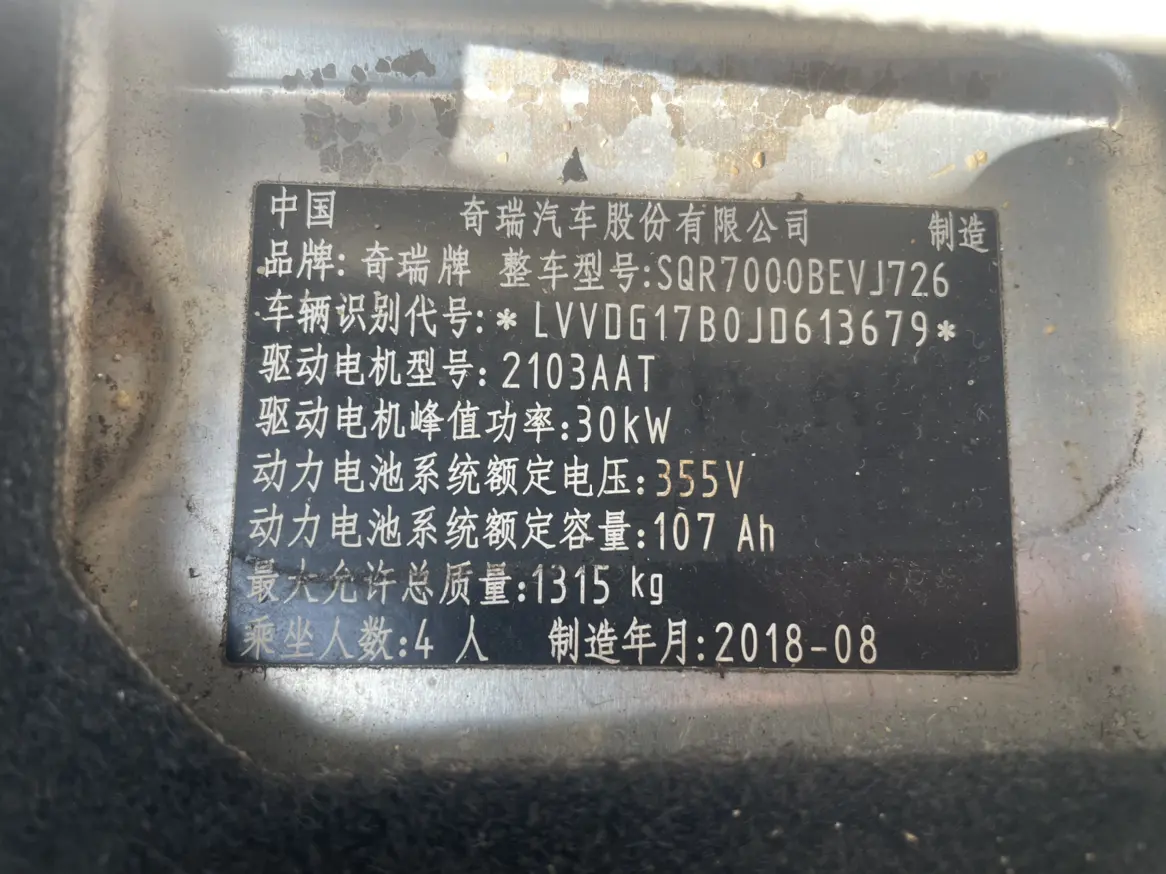 中国 奇瑞汽车股份有限公司 制造
品牌:奇瑞牌 整车型号:SQR7000BEVJ726
车辆识别代号:*LVVDG17B0JD613679*
驱动电机型号:2103AAT
驱动电机峰值功率:30kW
动力电池系统额定电压:355V
动力电池系统额定容量:107 Ah
最大允许总质量:1315 kg
乘坐人数:4 人 制造年月:2018-08